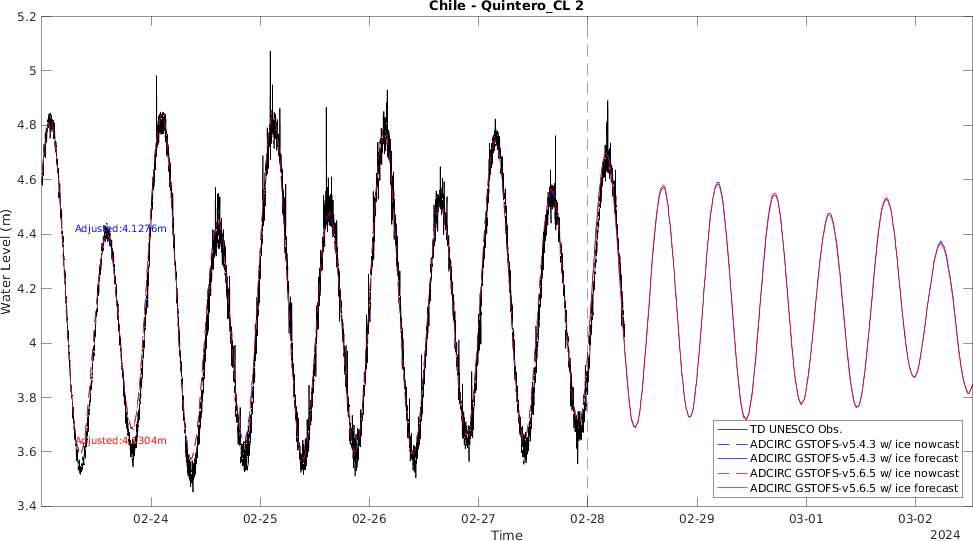 Chile - Quintero_CL 2
Water Level (m)
5.2
5
4.8
4.6
4.4
4.2
4
3.8
3.6
3.4
Adjusted:4.1276m
02-24
02-25
02-26
02-27
02-28
02-29
03-01
03-02
Time
2024
TD UNESCO Obs.
ADCIRC GSTOFS-v5.4.3 w/ ice nowcast
ADCIRC GSTOFS-v5.4.3 w/ ice forecast
ADCIRC GSTOFS-v5.6.5 w/ ice nowcast
ADCIRC GSTOFS-v5.6.5 w/ ice forecast